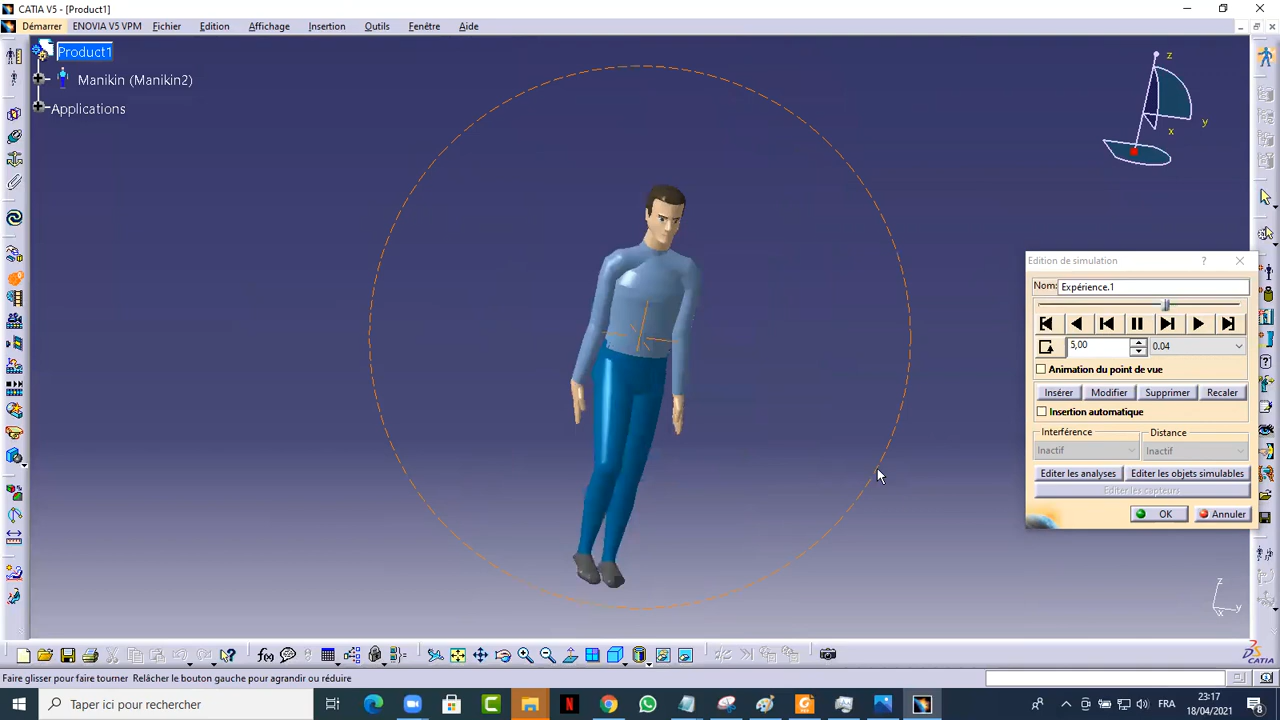 CATIA V5 - [Product1]
Démarrer ENOVIA V5 VPM Fichier Edition Affichage Insertion Outils Fenêtre Aide
Product1
Manikin (Manikin2)
Applications
z
y
x
Edition de simulation ?
Nom: Expérience.1
5,00 0.04
Animation du point de vue
Insérer Modifier Supprimer Recaler
Insertion automatique
Interférence Distance
Inactif Inactif
Editer les analyses Editer les objets simulables
Editer les capteurs
OK Annuler
z
y
x
f(x)
CATIA
Faire glisser pour faire tourner Relâcher le bouton gauche pour agrandir ou réduire
Taper ici pour rechercher
FRA
23:17
18/04/2021
8